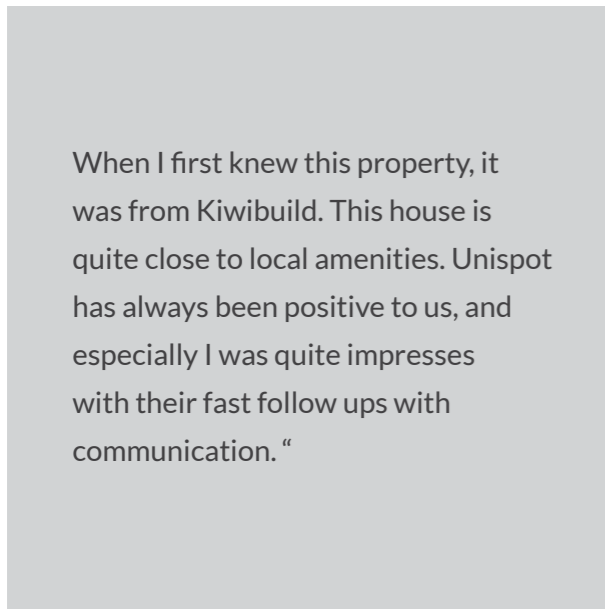 When I first knew this property, it
was from Kiwibuild. This house is
quite close to local amenities. Unispot
has always been positive to us, and
especially I was quite impresses
with their fast follow ups with
communication. “